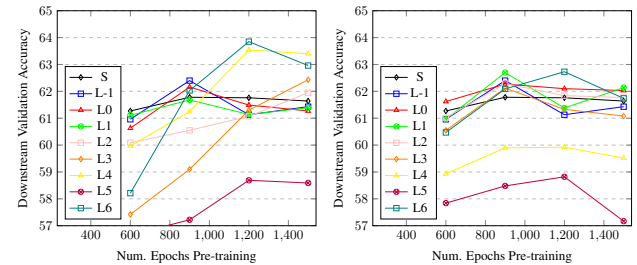 65
64
63
62
61
60
59
58
57
Downstream Validation Accuracy
S
L-1
L0
L1
L2
L3
L4
L5
L6
400 600 800 1,000 1,200 1,400
Num. Epochs Pre-training
65
64
63
62
61
60
59
58
57
Downstream Validation Accuracy
S
L-1
L0
L1
L2
L3
L4
L5
L6
400 600 800 1,000 1,200 1,400
Num. Epochs Pre-training